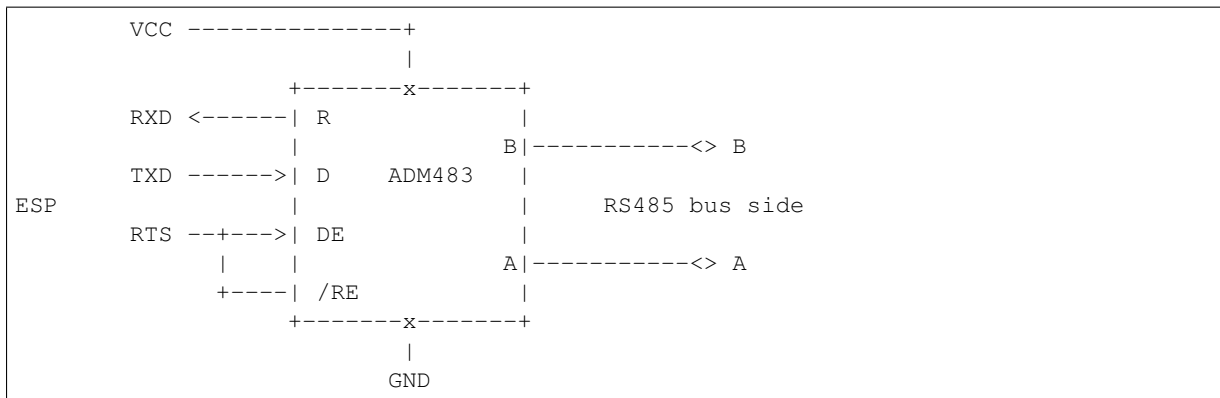 VCC ---------------+
                           |
                   +-------x-------+
        RXD <------| R             |
                   |              B|-----------<> B
        TXD ------>| D    ADM483   |
ESP                |               |     RS485 bus side
        RTS --+--->| DE            |
              |    |              A|-----------<> A
              +----| /RE           |
                   +-------x-------+
                           |
                          GND